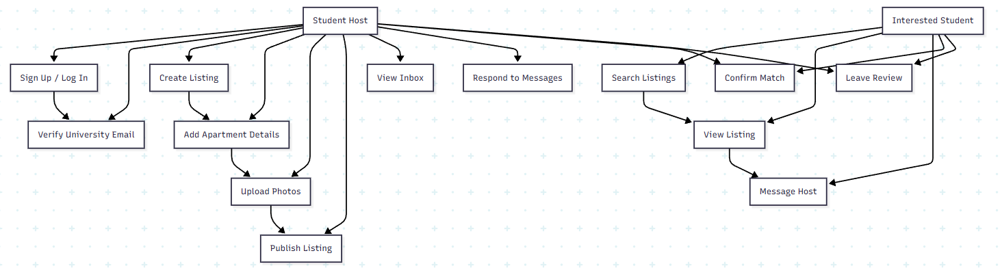 Student Host
Interested Student
Sign Up / Log In
Create Listing
View Inbox
Respond to Messages
Search Listings
Confirm Match
Leave Review
Verify University Email
Add Apartment Details
View Listing
Upload Photos
Message Host
Publish Listing